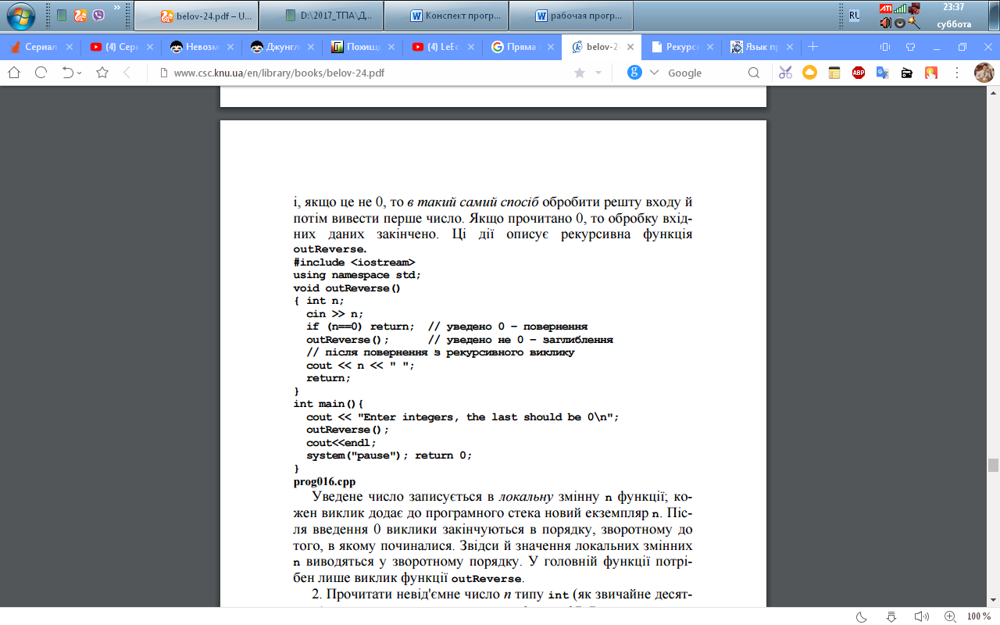 belov-24.pdf – U...
D:\2017_ТПА\Д...
Конспект прогр...
рабочая прогр...
RU
23:37
суббота
Сериал
(4) Сери
Невозм
Джунгл
Похищ
(4) LeEc
Пряма
belov-2
Рекурс
Язык пр
www.csc.knu.ua/en/library/books/belov-24.pdf
Google
ABP
і, якщо це не 0, то в такий самий спосіб обробити решту входу й
потім вивести перше число. Якщо прочитано 0, то обробку вхід-
них даних закінчено. Ці дії описує рекурсивна функція
outReverse.
#include <iostream>
using namespace std;
void outReverse()
{ int n;
cin >> n;
if (n==0) return; // уведено 0 – повернення
outReverse(); // уведено не 0 – заглиблення
// після повернення з рекурсивного виклику
cout << n << " ";
return;
}
int main(){
cout << "Enter integers, the last should be 0\n";
outReverse();
cout<<endl;
system("pause"); return 0;
}
prog016.cpp
Уведене число записується в локальну змінну n функції; ко-
жен виклик додає до програмного стека новий екземпляр n. Піс-
ля введення 0 виклики закінчуються в порядку, зворотному до
того, в якому починалися. Звідси й значення локальних змінних
n виводяться у зворотному порядку. У головній функції потрі-
бен лише виклик функції outReverse.
2. Прочитати невід'ємне число n типу int (як звичайне десят-
100 %